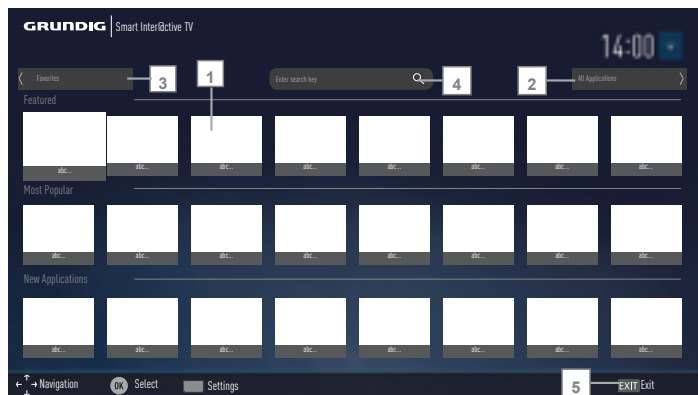 GRUNDIG Smart Inter@ctive TV
14:00
Favorites 3 1 Enter search key 4 2 All Applications
Featured
abc... abc... abc... abc... abc... abc... abc... abc...
Most Popular
abc... abc... abc... abc... abc... abc... abc... abc...
New Applications
abc... abc... abc... abc... abc... abc... abc... abc...
Navigation OK Select Settings 5 EXIT Exit